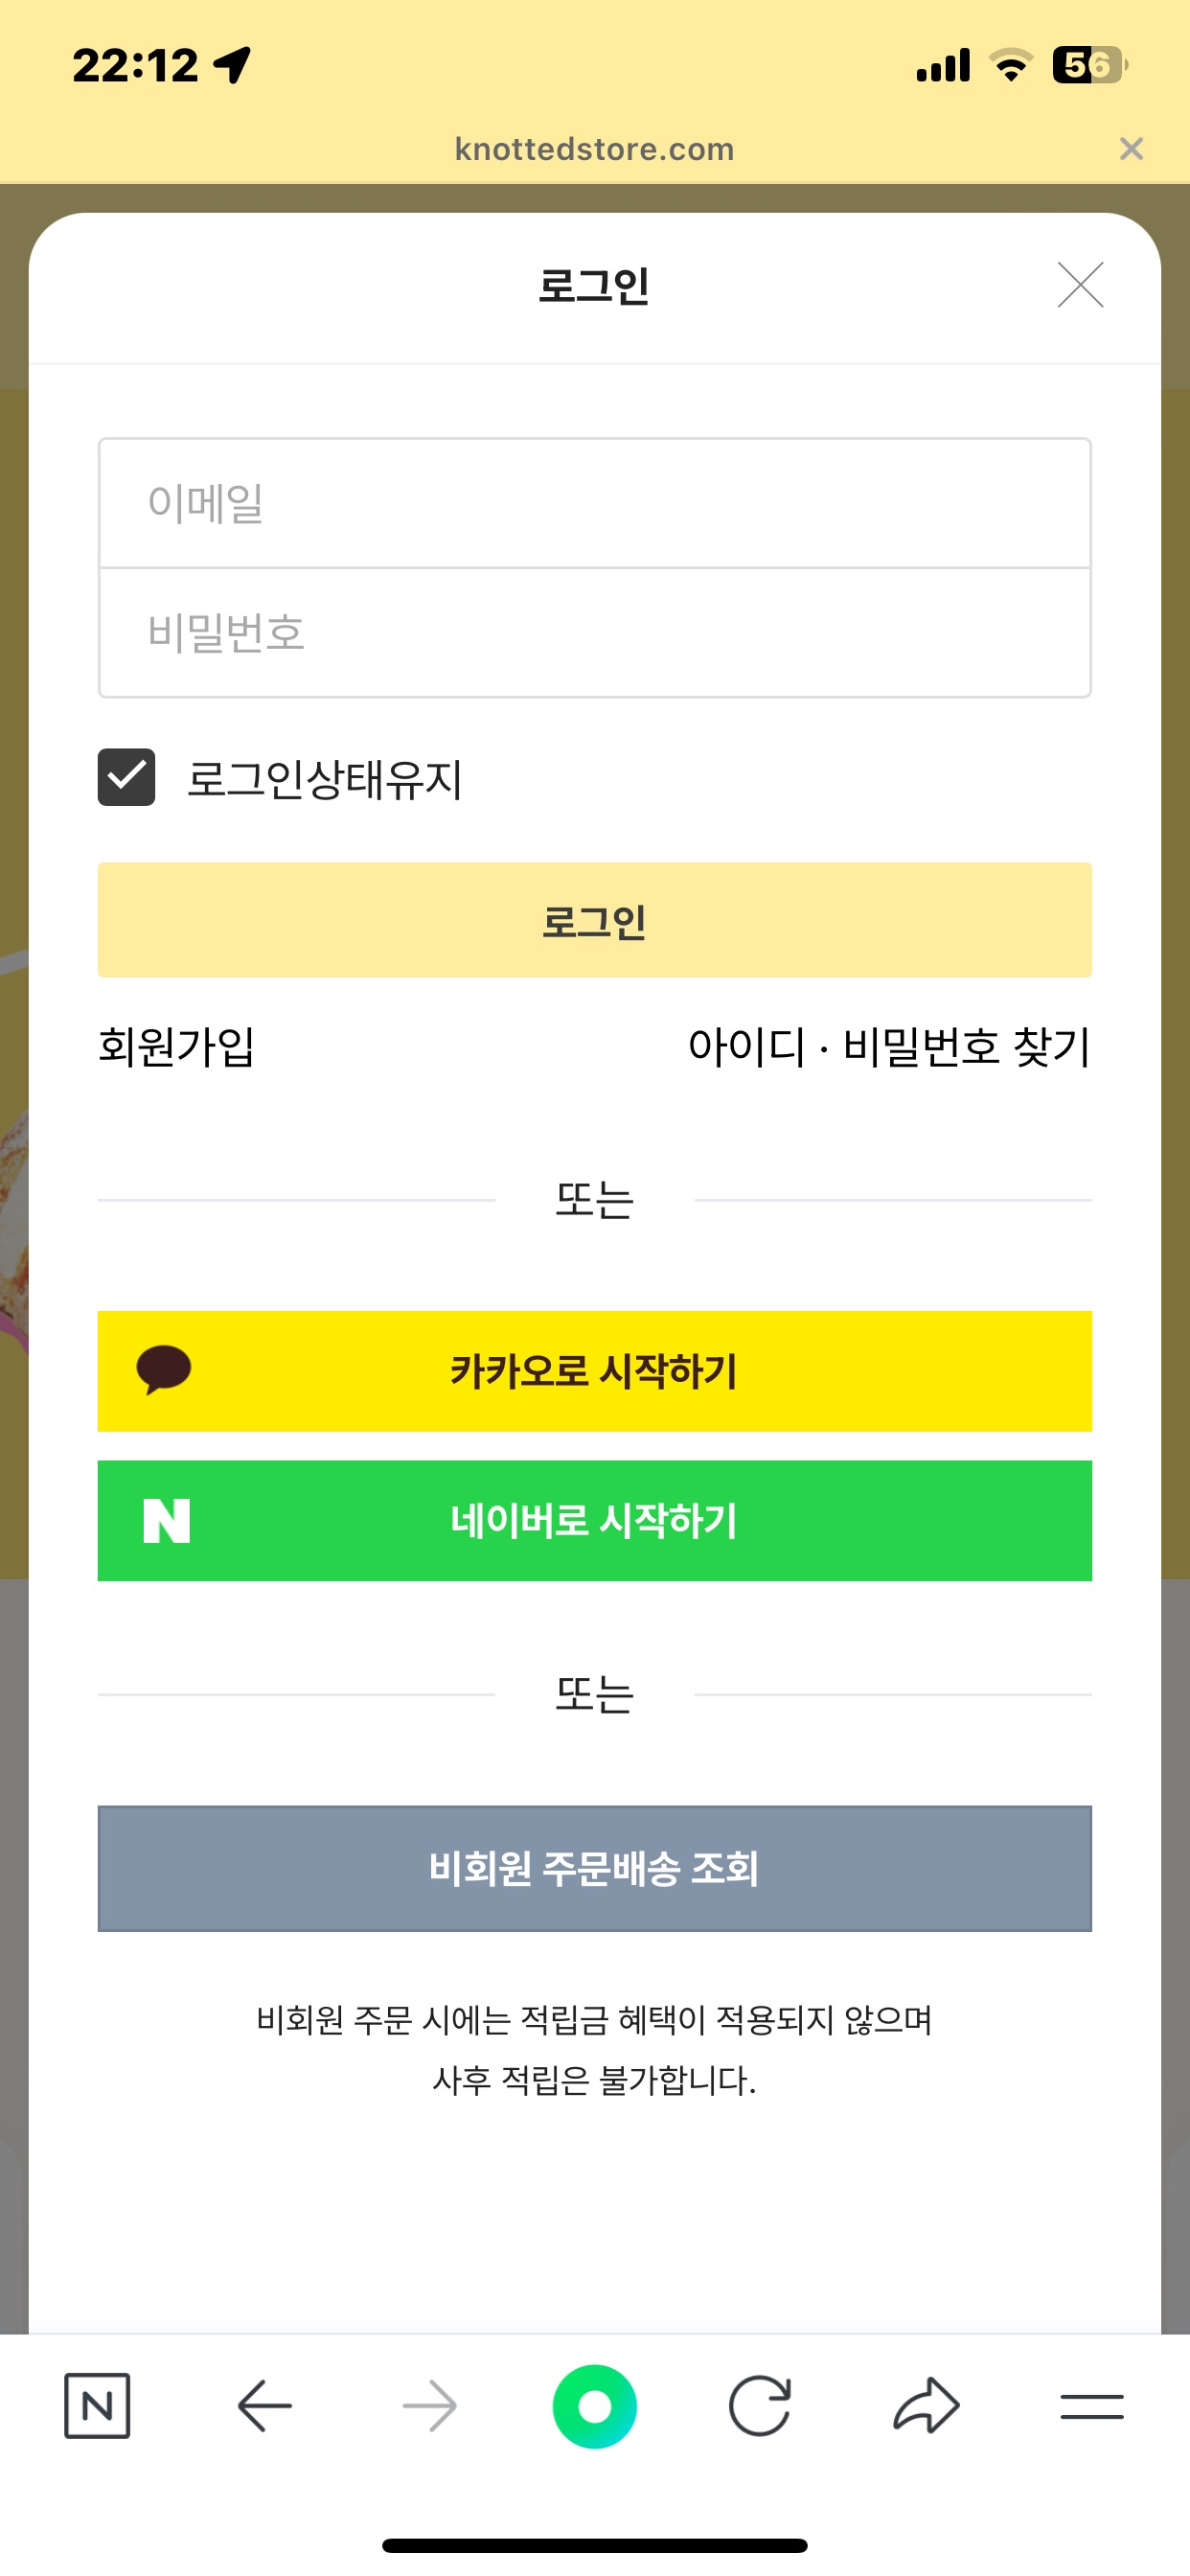 22:12
56
knottedstore.com
로그인
이메일
비밀번호
로그인상태유지
로그인
회원가입
아이디 · 비밀번호 찾기
또는
카카오로 시작하기
N 네이버로 시작하기
또는
비회원 주문배송 조회
비회원 주문 시에는 적립금 혜택이 적용되지 않으며
사후 적립은 불가합니다.
N